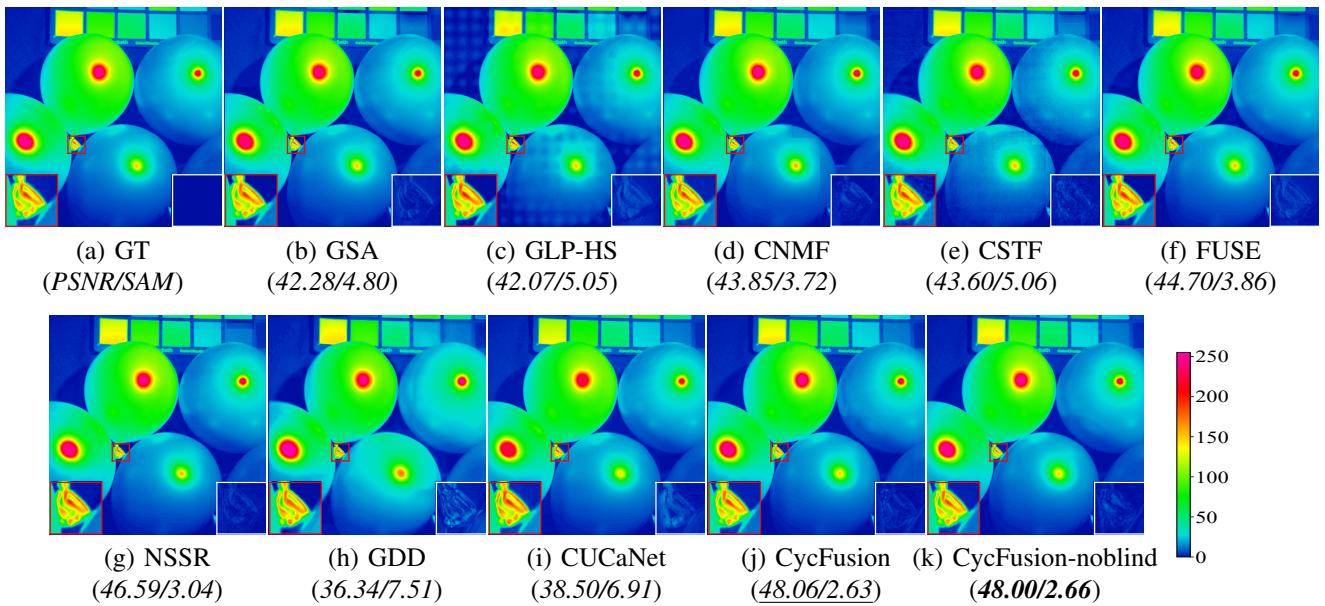 (a) GT
(PSNR/SAM)
(b) GSA
(42.28/4.80)
(c) GLP-HS
(42.07/5.05)
(d) CNMF
(43.85/3.72)
(e) CSTF
(43.60/5.06)
(f) FUSE
(44.70/3.86)
(g) NSSR
(46.59/3.04)
(h) GDD
(36.34/7.51)
(i) CUCaNet
(38.50/6.91)
(j) CycFusion
(48.06/2.63)
(k) CycFusion-noblind
(48.00/2.66)
250
200
150
100
50
0